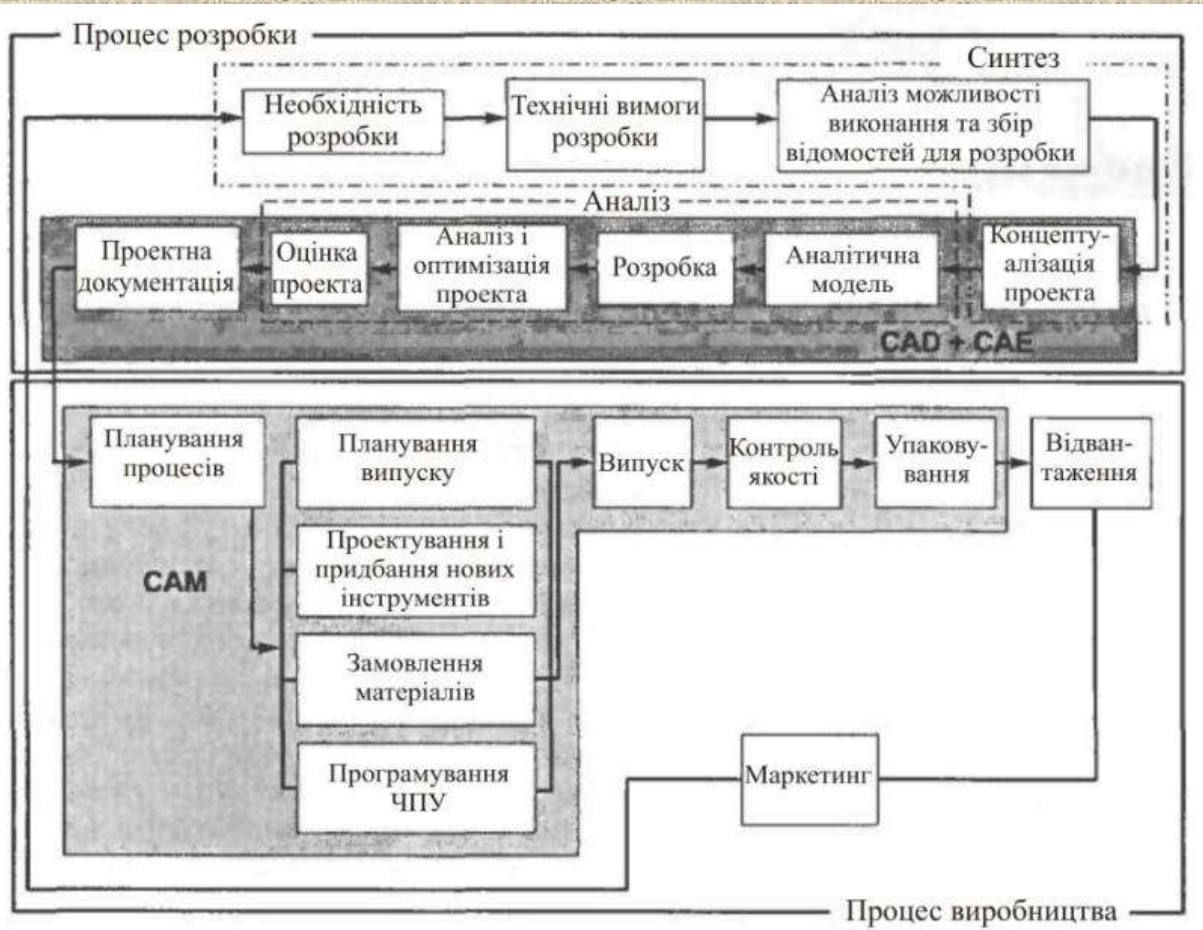 Процес розробки
Синтез
Необхідність
розробки
Технічні вимоги
розробки
Аналіз можливості
виконання та збір
відомостей для розробки
Аналіз
Проектна
документація
Оцінка
проекта
Аналіз і
оптимізація
проекта
Розробка
Аналітична
модель
Концепту-
алізація
проекта
CAD + CAE
Планування
процесів
Планування
випуску
Випуск
Контроль
якості
Упакову-
вання
Відван-
таження
Проектування і
придбання нових
інструментів
CAM
Замовлення
матеріалів
Програмування
ЧПУ
Маркетинг
Процес виробництва